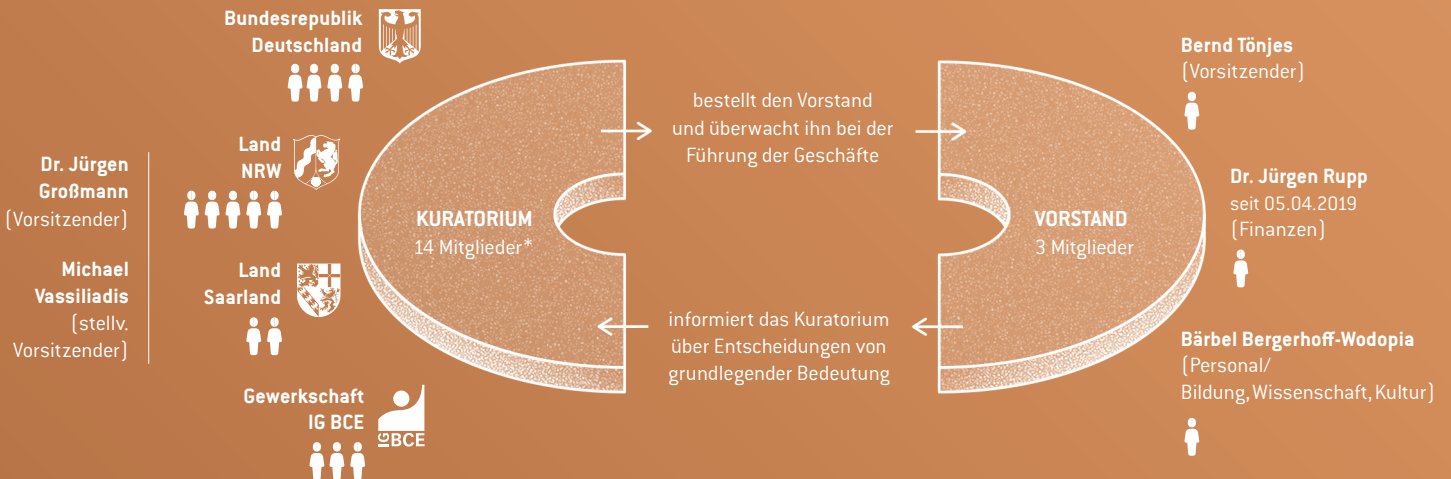 Dr. Jürgen
Großmann
(Vorsitzender)
Michael
Vassiliadis
(stellv.
Vorsitzender)
Bundesrepublik
Deutschland
Land
NRW
Land
Saarland
Gewerkschaft
IG BCE
IGBCE
KURATORIUM
14 Mitglieder*
bestellt den Vorstand
und überwacht ihn bei der
Führung der Geschäfte
informiert das Kuratorium
über Entscheidungen von
grundlegender Bedeutung
VORSTAND
3 Mitglieder
Bernd Tönjes
(Vorsitzender)
Dr. Jürgen Rupp
seit 05.04.2019
(Finanzen)
Bärbel Bergerhoff-Wodopia
(Personal/
Bildung, Wissenschaft, Kultur)